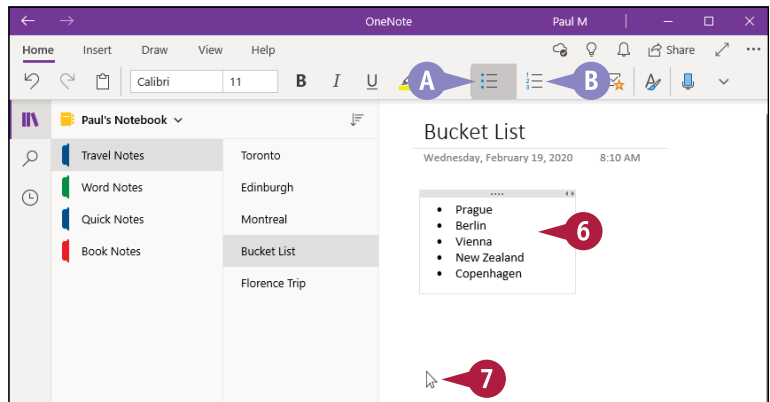 OneNote Paul M
Home Insert Draw View Help Share
Calibri 11 B I U A B
Paul's Notebook
Travel Notes
Word Notes
Quick Notes
Book Notes
Toronto
Edinburgh
Montreal
Bucket List
Florence Trip
Bucket List
Wednesday, February 19, 2020 8:10 AM
• Prague
• Berlin
• Vienna
• New Zealand
• Copenhagen
6
7